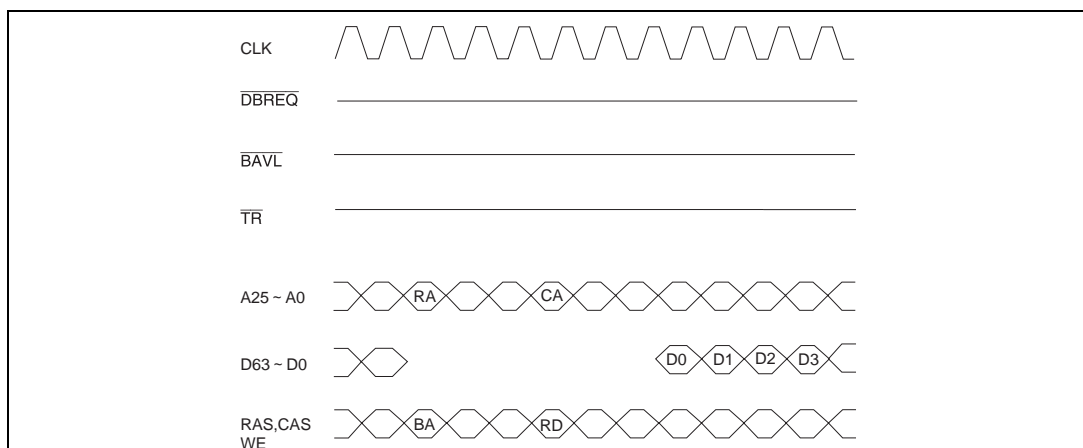 CLK
DBREQ
BAVL
TR
A25 ~ A0
RA CA
D63 ~ D0
D0 D1 D2 D3
RAS,CAS
WE
BA RD